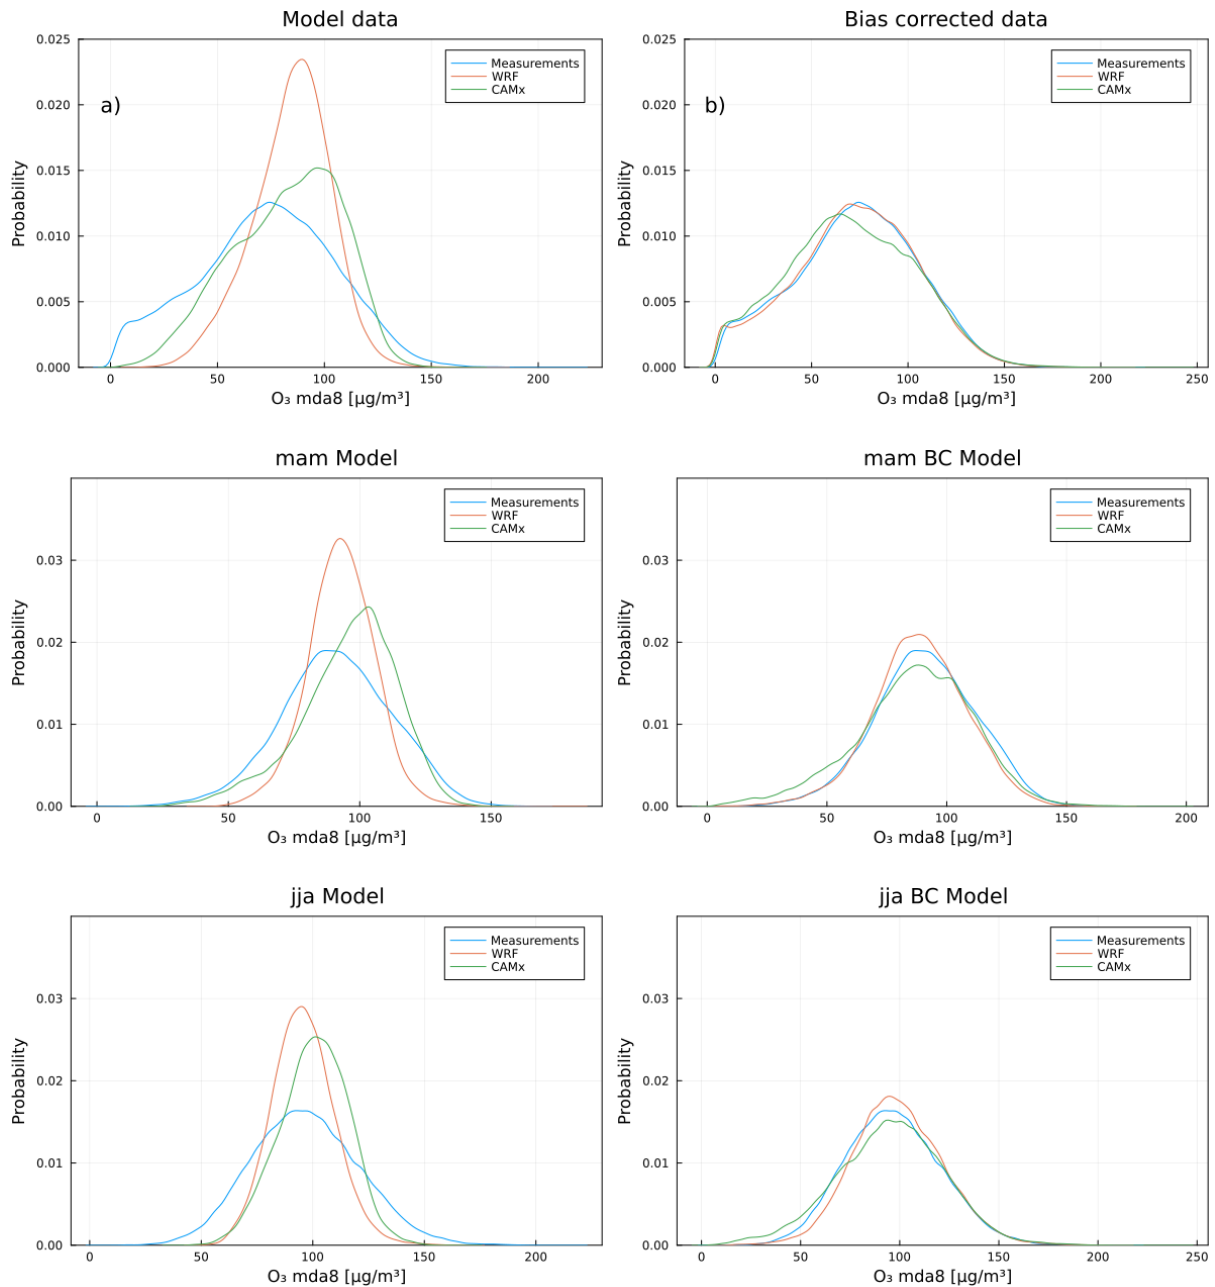 Model data
0.025
0.020
0.015
0.010
0.005
0.000
Probability
a)
Measurements
WRF
CAMx
0 50 100 150 200
O₃ mda8 [μg/m³]
Bias corrected data
0.025
0.020
0.015
0.010
0.005
0.000
Probability
b)
Measurements
WRF
CAMx
0 50 100 150 200 250
O₃ mda8 [μg/m³]
mam Model
0.03
0.02
0.01
0.00
Probability
Measurements
WRF
CAMx
0 50 100 150
O₃ mda8 [μg/m³]
mam BC Model
0.03
0.02
0.01
0.00
Probability
Measurements
WRF
CAMx
0 50 100 150 200
O₃ mda8 [μg/m³]
jja Model
0.03
0.02
0.01
0.00
Probability
Measurements
WRF
CAMx
0 50 100 150 200
O₃ mda8 [μg/m³]
jja BC Model
0.03
0.02
0.01
0.00
Probability
Measurements
WRF
CAMx
0 50 100 150 200 250
O₃ mda8 [μg/m³]